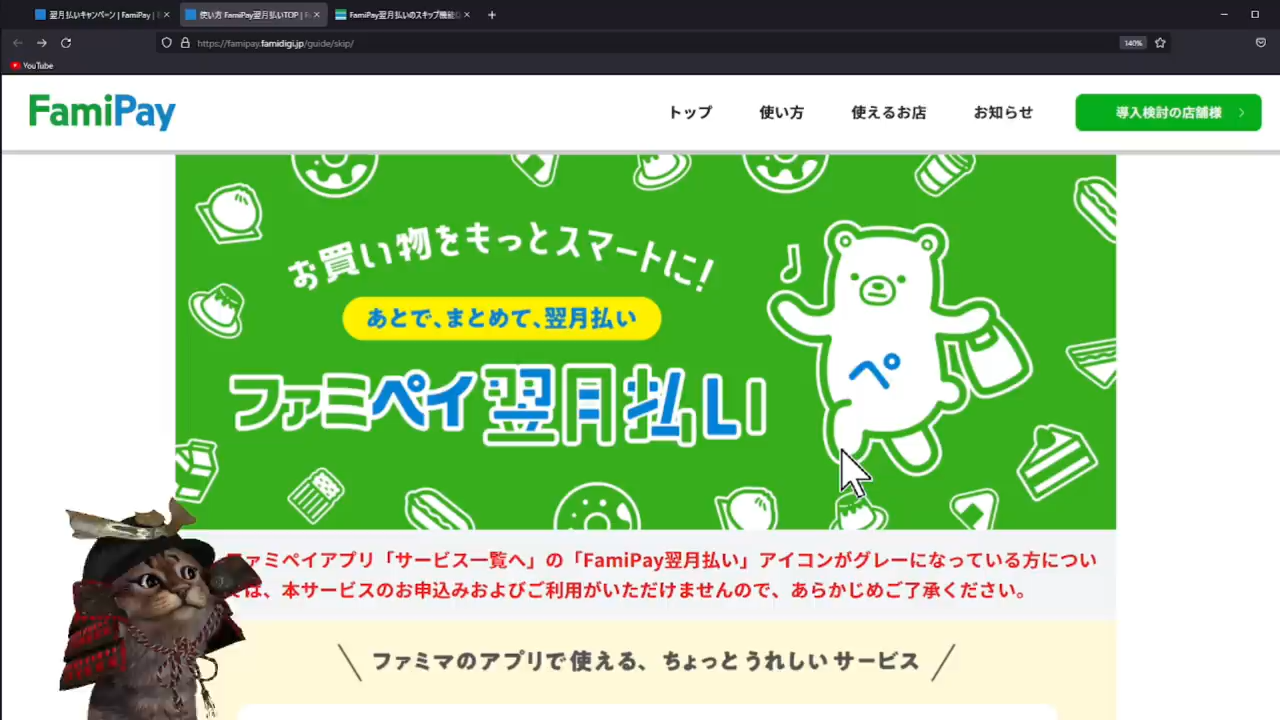 翌月払いキャンペーン | FamiPay |
使い方 FamiPay翌月払いTOP |
FamiPay翌月払いのスキップ機能
https://famipay.famidigi.jp/guide/skip/
140%
YouTube
FamiPay
トップ
使い方
使えるお店
お知らせ
導入検討の店舗様
お買い物をもっとスマートに!
あとで、まとめて、翌月払い
ファミペイ翌月払い
ペ
ファミペイアプリ「サービス一覧へ」の「FamiPay翌月払い」アイコンがグレーになっている方につい
は、本サービスのお申込みおよびご利用がいただけませんので、あらかじめご了承ください。
ファミマのアプリで使える、ちょっとうれしいサービス